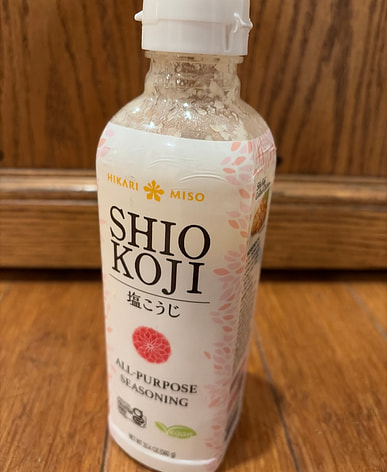 HIKARI MISO
SHIO
KOJI
塩こうじ
ALL-PURPOSE
SEASONING